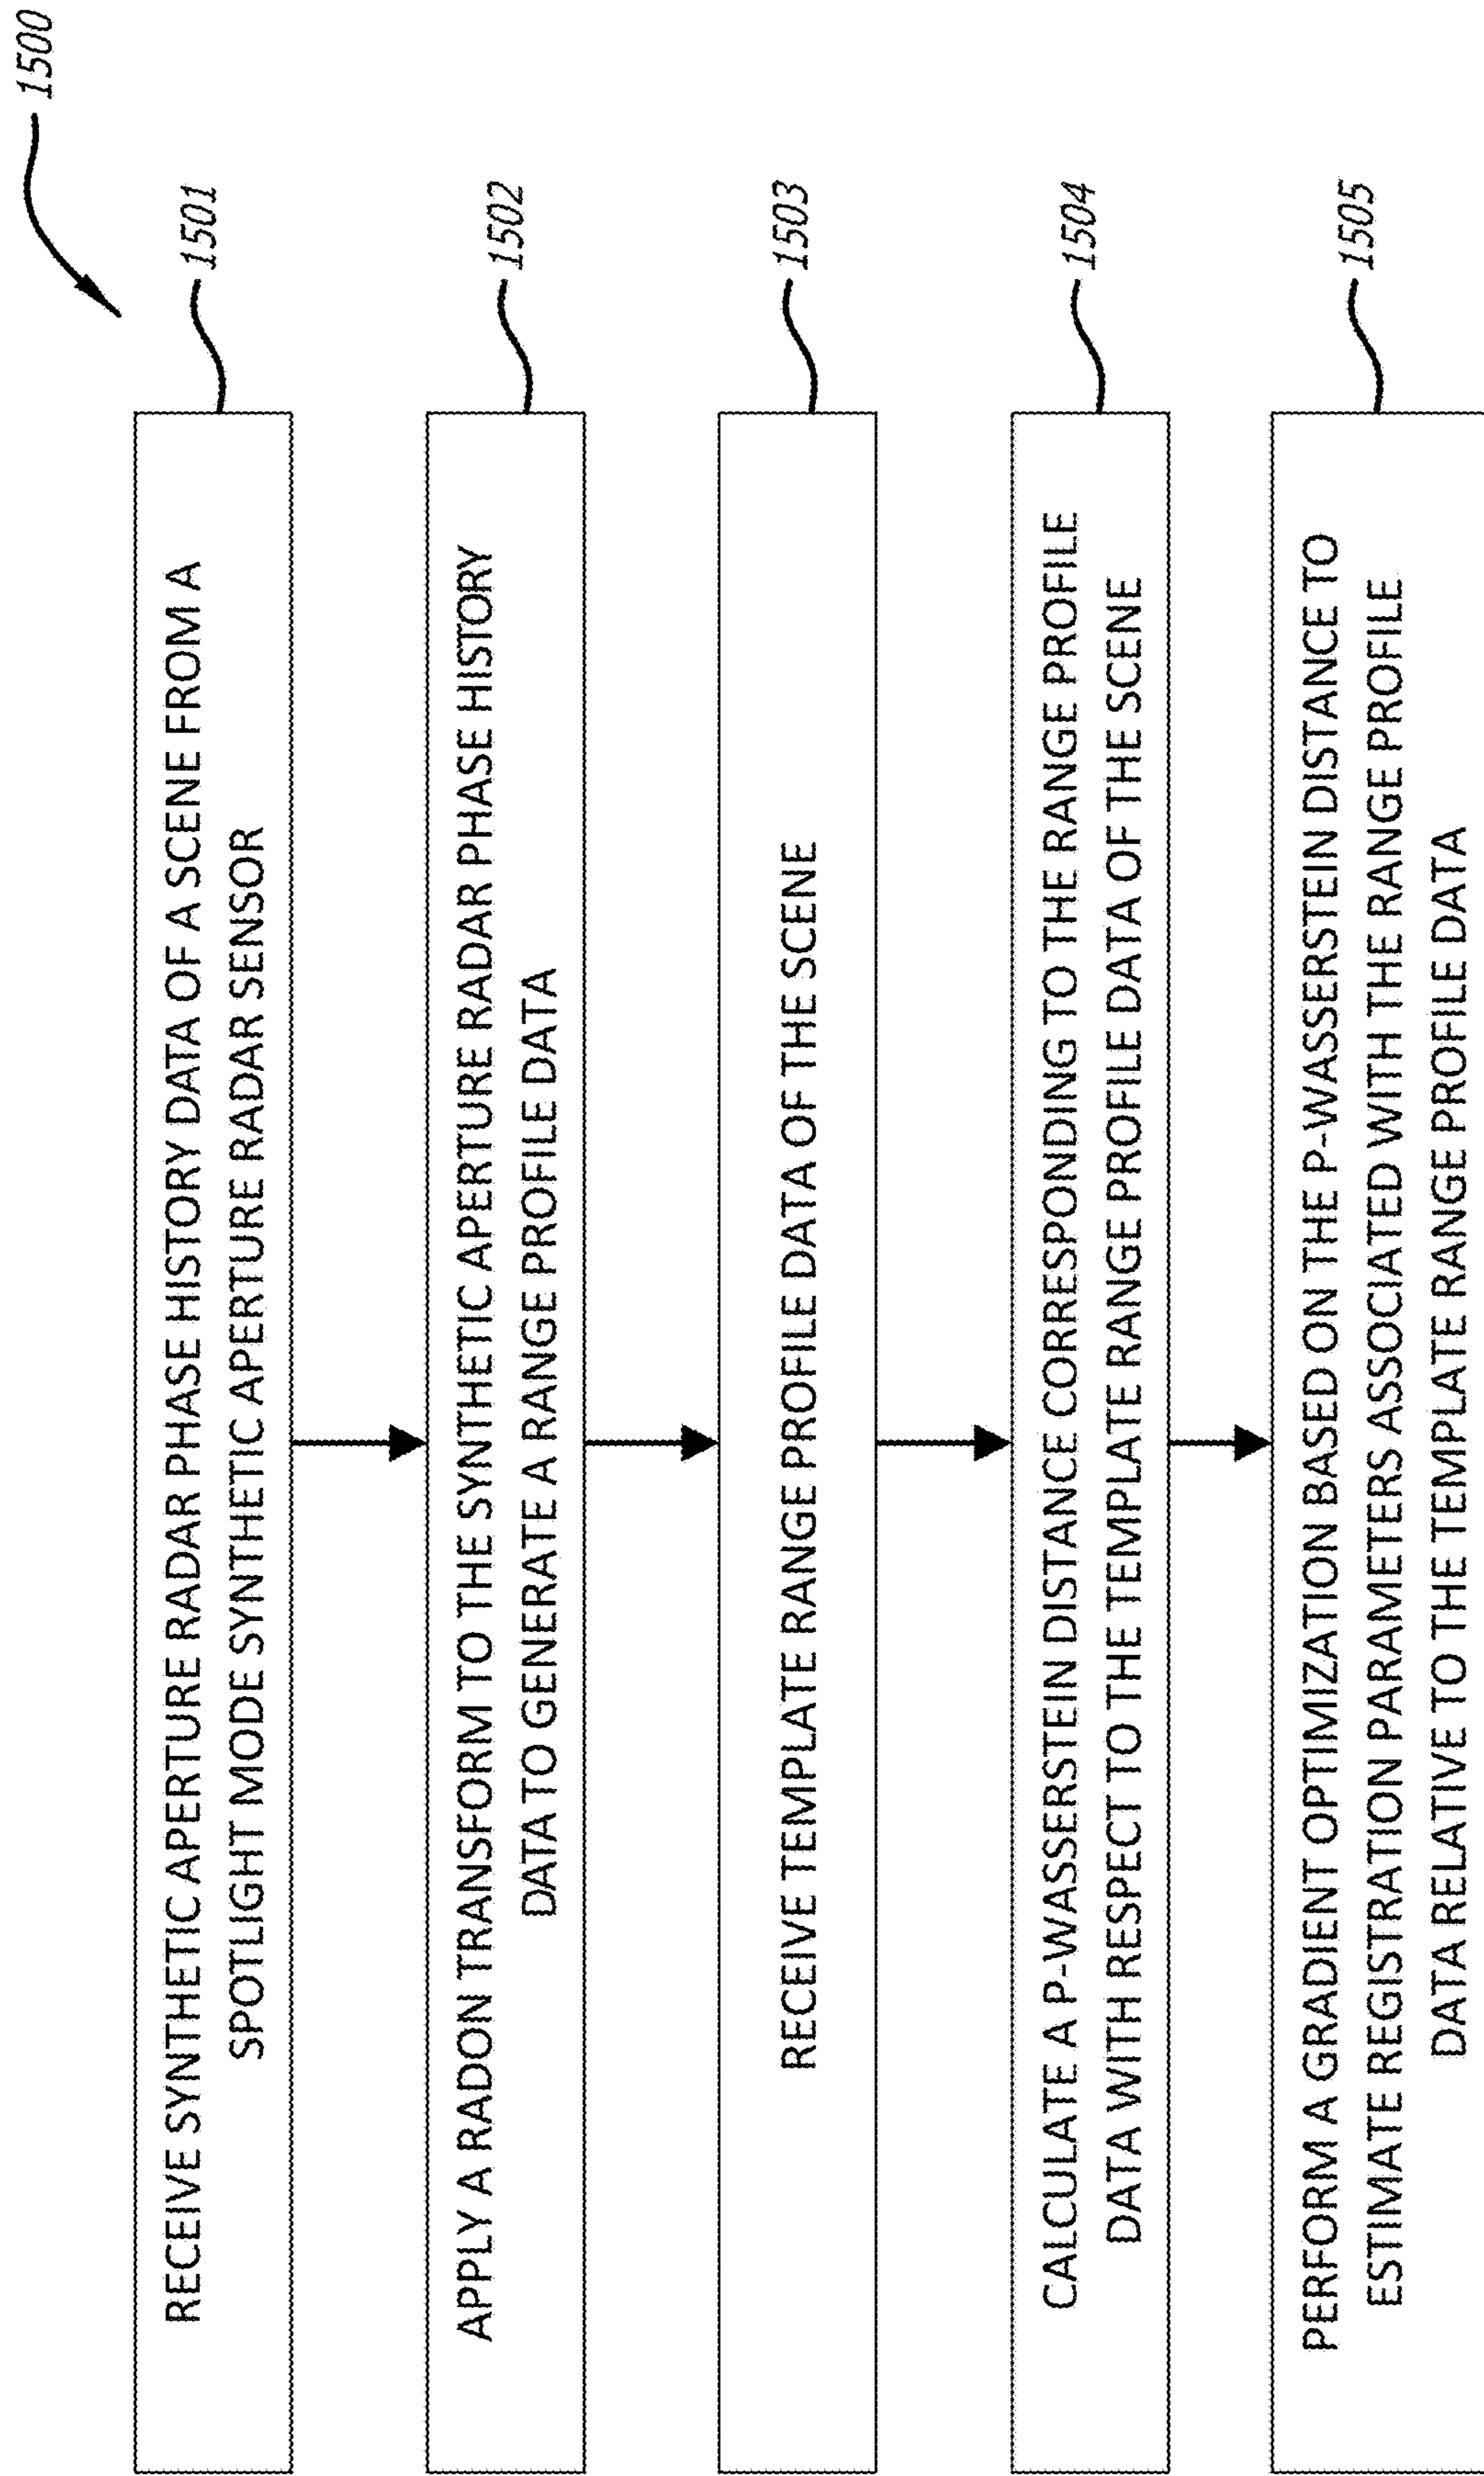 1500
RECEIVE SYNTHETIC APERTURE RADAR PHASE HISTORY DATA OF A SCENE FROM A
SPOTLIGHT MODE SYNTHETIC APERTURE RADAR SENSOR
1501
APPLY A RADON TRANSFORM TO THE SYNTHETIC APERTURE RADAR PHASE HISTORY
DATA TO GENERATE A RANGE PROFILE DATA
1502
RECEIVE TEMPLATE RANGE PROFILE DATA OF THE SCENE
1503
CALCULATE A P-WASSERSTEIN DISTANCE CORRESPONDING TO THE RANGE PROFILE
DATA WITH RESPECT TO THE TEMPLATE RANGE PROFILE DATA OF THE SCENE
1504
PERFORM A GRADIENT OPTIMIZATION BASED ON THE P-WASSERSTEIN DISTANCE TO
ESTIMATE REGISTRATION PARAMETERS ASSOCIATED WITH THE RANGE PROFILE
DATA RELATIVE TO THE TEMPLATE RANGE PROFILE DATA
1505